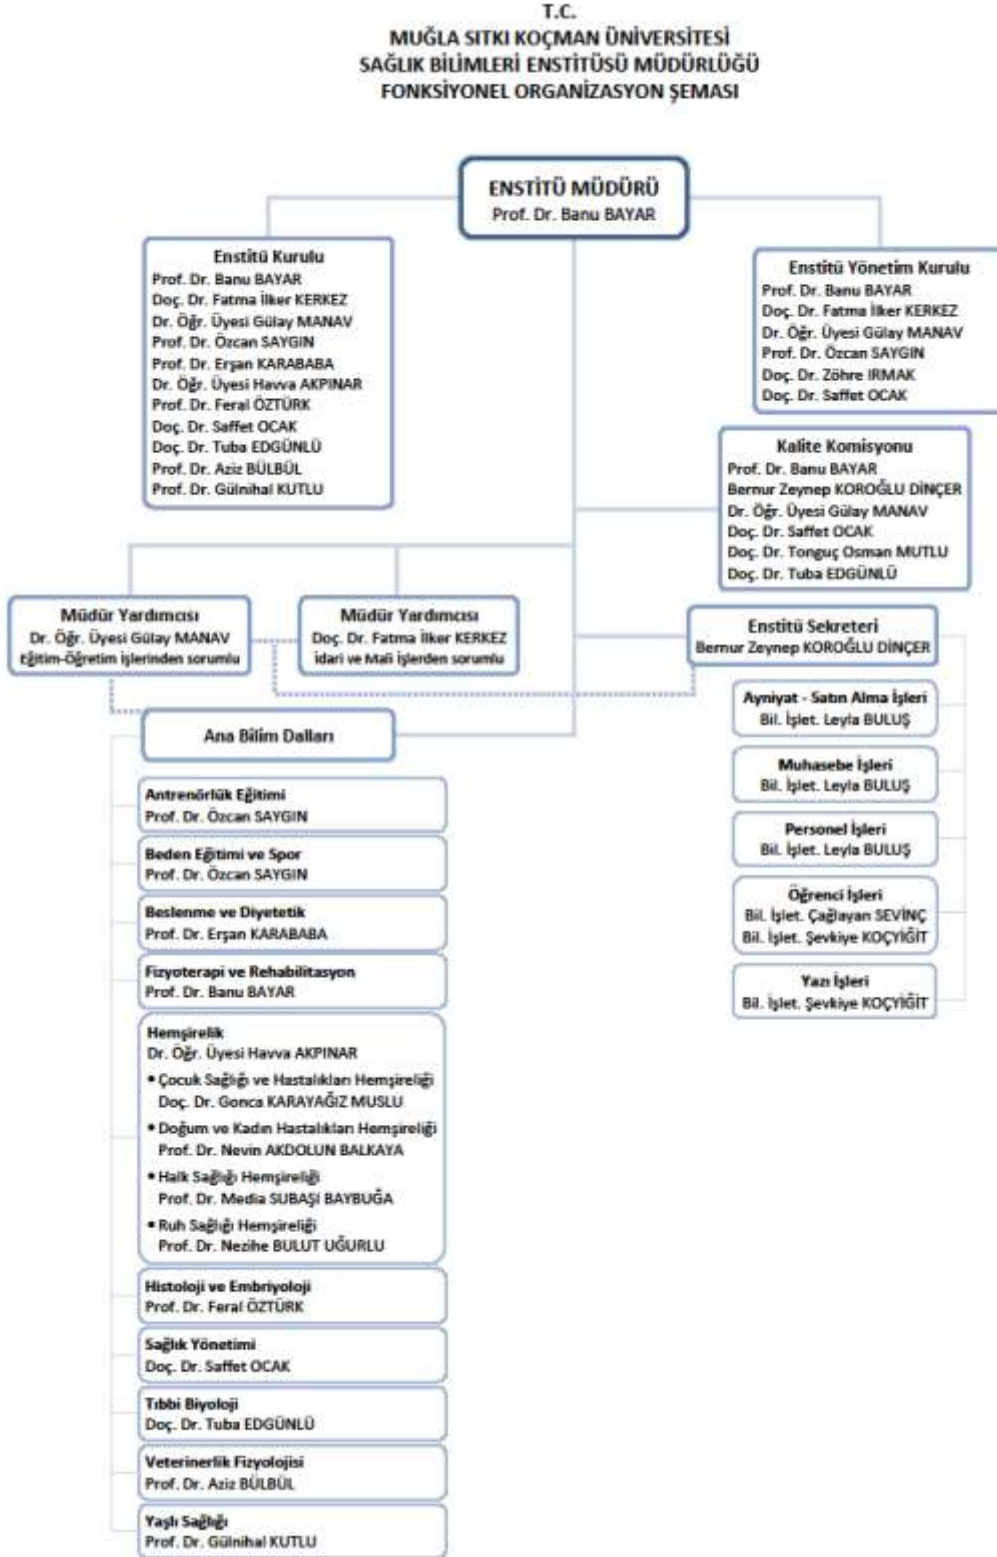 T.C.
MUĞLA SITKI KOÇMAN ÜNİVERSİTESİ
SAĞLIK BİLİMLERİ ENSTİTÜSÜ MÜDÜRLÜĞÜ
FONKSİYONEL ORGANİZASYON ŞEMASI
ENSTİTÜ MÜDÜRÜ
Prof. Dr. Banu BAYAR
Enstitü Kurulu
Prof. Dr. Banu BAYAR
Doç. Dr. Fatma İlker KERKEZ
Dr. Öğr. Üyesi Gülay MANAV
Prof. Dr. Özcan SAYGIN
Prof. Dr. Erşan KARABABA
Dr. Öğr. Üyesi Havva AKPINAR
Prof. Dr. Feral ÖZTÜRK
Doç. Dr. Saffet OCAK
Doç. Dr. Tuba EDGÜNLÜ
Prof. Dr. Aziz BÜLBÜL
Prof. Dr. Gülnihal KUTLU
Enstitü Yönetim Kurulu
Prof. Dr. Banu BAYAR
Doç. Dr. Fatma İlker KERKEZ
Dr. Öğr. Üyesi Gülay MANAV
Prof. Dr. Özcan SAYGIN
Doç. Dr. Zöhre IRMAK
Doç. Dr. Saffet OCAK
Kalite Komisyonu
Prof. Dr. Banu BAYAR
Bernur Zeynep KOROĞLU DİNÇER
Dr. Öğr. Üyesi Gülay MANAV
Doç. Dr. Saffet OCAK
Doç. Dr. Tonguç Osman MUTLU
Doç. Dr. Tuba EDGÜNLÜ
Müdür Yardımcısı
Dr. Öğr. Üyesi Gülay MANAV
Eğitim-Öğretim İşlerinden sorumlu
Müdür Yardımcısı
Doç. Dr. Fatma İlker KERKEZ
İdari ve Mali İşlerden sorumlu
Enstitü Sekreteri
Bernur Zeynep KOROĞLU DİNÇER
Ayniyat - Satın Alma İşleri
Bil. İşlet. Leyla BULUŞ
Muhasebe İşleri
Bil. İşlet. Leyla BULUŞ
Personel İşleri
Bil. İşlet. Leyla BULUŞ
Öğrenci İşleri
Bil. İşlet. Çağlayan SEVİNÇ
Bil. İşlet. Şevkiye KOÇYİĞİT
Yazı İşleri
Bil. İşlet. Şevkiye KOÇYİĞİT
Ana Bilim Dalları
Antrenörlük Eğitimi
Prof. Dr. Özcan SAYGIN
Beden Eğitimi ve Spor
Prof. Dr. Özcan SAYGIN
Beslenme ve Diyetetik
Prof. Dr. Erşan KARABABA
Fizyoterapi ve Rehabilitasyon
Prof. Dr. Banu BAYAR
Hemşirelik
Dr. Öğr. Üyesi Havva AKPINAR
• Çocuk Sağlığı ve Hastalıkları Hemşireliği
Doç. Dr. Gonca KARAYAĞIZ MUSLU
• Doğum ve Kadın Hastalıkları Hemşireliği
Prof. Dr. Nevin AKDOLUN BALKAYA
• Halk Sağlığı Hemşireliği
Prof. Dr. Media SUBAŞI BAYBUĞA
• Ruh Sağlığı Hemşireliği
Prof. Dr. Nezihe BULUT UĞURLU
Histoloji ve Embriyoloji
Prof. Dr. Feral ÖZTÜRK
Sağlık Yönetimi
Doç. Dr. Saffet OCAK
Tıbbi Biyoloji
Doç. Dr. Tuba EDGÜNLÜ
Veterinerlik Fizyolojisi
Prof. Dr. Aziz BÜLBÜL
Yaşlı Sağlığı
Prof. Dr. Gülnihal KUTLU